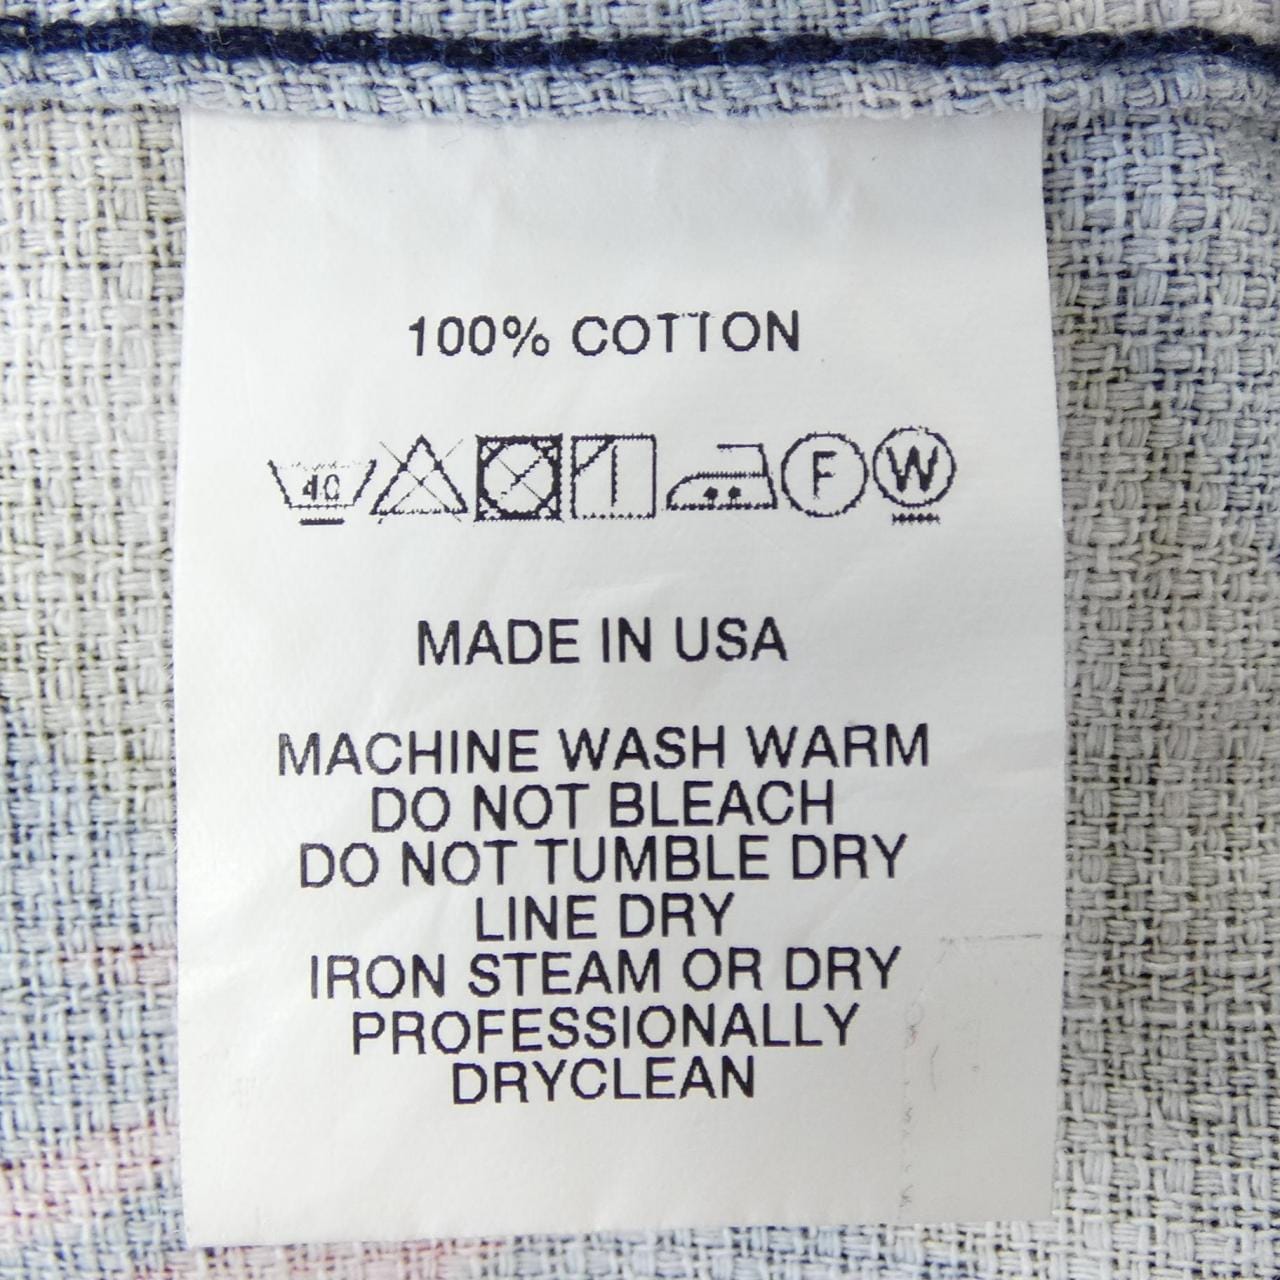 100% COTTON
40 F W
MADE IN USA
MACHINE WASH WARM
DO NOT BLEACH
DO NOT TUMBLE DRY
LINE DRY
IRON STEAM OR DRY
PROFESSIONALLY
DRYCLEAN